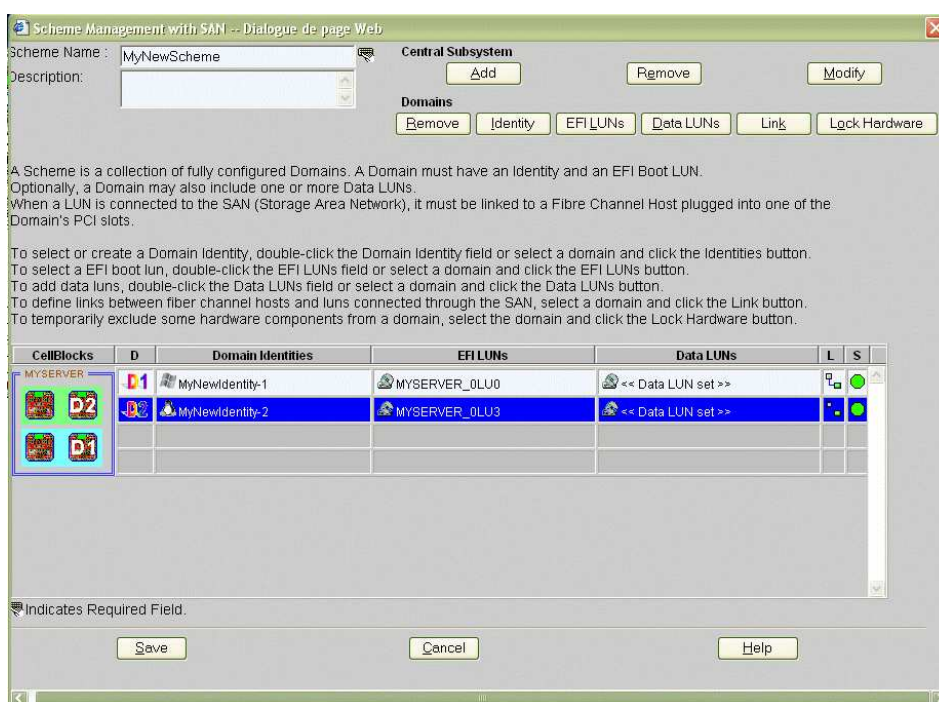 Scheme Management with SAN -- Dialogue de page Web
Scheme Name :
MyNewScheme
Description:
Central Subsystem
Add Remove Modify
Domains
Remove Identity EFI LUNs Data LUNs Link Lock Hardware
A Scheme is a collection of fully configured Domains. A Domain must have an Identity and an EFI Boot LUN.
Optionally, a Domain may also include one or more Data LUNs.
When a LUN is connected to the SAN (Storage Area Network), it must be linked to a Fibre Channel Host plugged into one of the
Domain's PCI slots.
To select or create a Domain Identity, double-click the Domain Identity field or select a domain and click the Identities button.
To select a EFI boot lun, double-click the EFI LUNs field or select a domain and click the EFI LUNs button.
To add data luns, double-click the Data LUNs field or select a domain and click the Data LUNs button.
To define links between fiber channel hosts and luns connected through the SAN, select a domain and click the Link button.
To temporarily exclude some hardware components from a domain, select the domain and click the Lock Hardware button.
CellBlocks D Domain Identities EFI LUNs Data LUNs L S
MYSERVER
D1 MyNewIdentity-1 MYSERVER_0LU0 << Data LUN set >>
D2 D2 MyNewIdentity-2 MYSERVER_0LU3 << Data LUN set >>
D1
Indicates Required Field.
Save Cancel Help